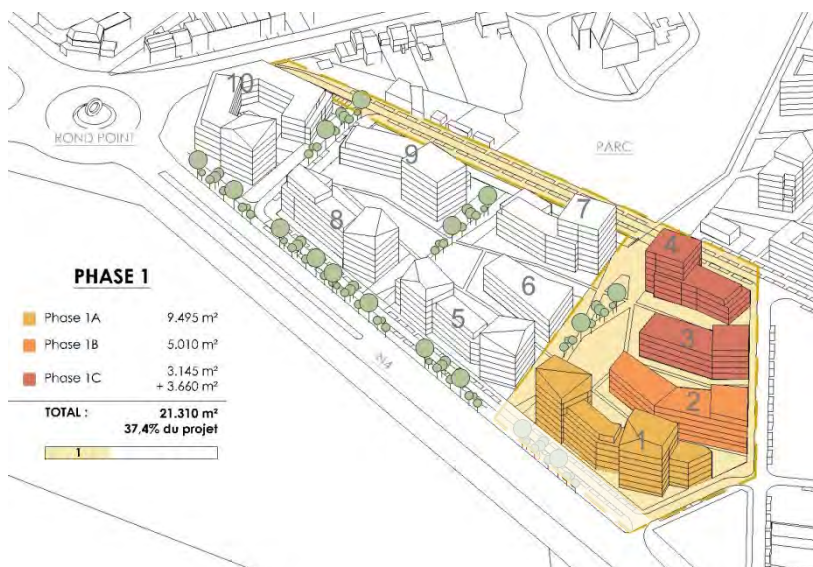 10
ROND POINT
9
PARC
7
8
4
6
PHASE 1
Phase 1A 9.495 m²
5
3
Phase 1B 5.010 m²
N4
Phase 1C 3.145 m²
+ 3.660 m²
2
TOTAL : 21.310 m²
37,4% du projet
1
1